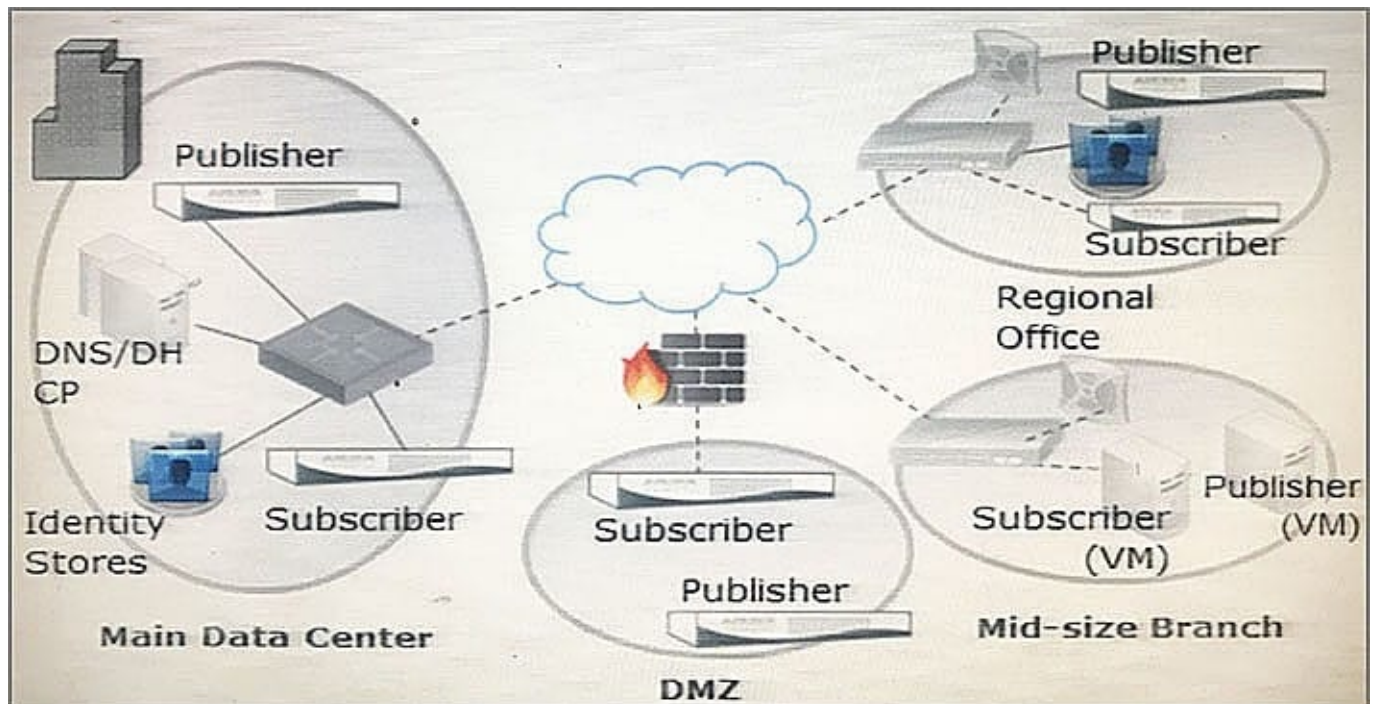 Publisher
DNS/DH
CP
Identity
Stores
Subscriber
Main Data Center
Subscriber
Publisher
DMZ
Publisher
Subscriber
Regional
Office
Subscriber
(VM)
Publisher
(VM)
Mid-size Branch